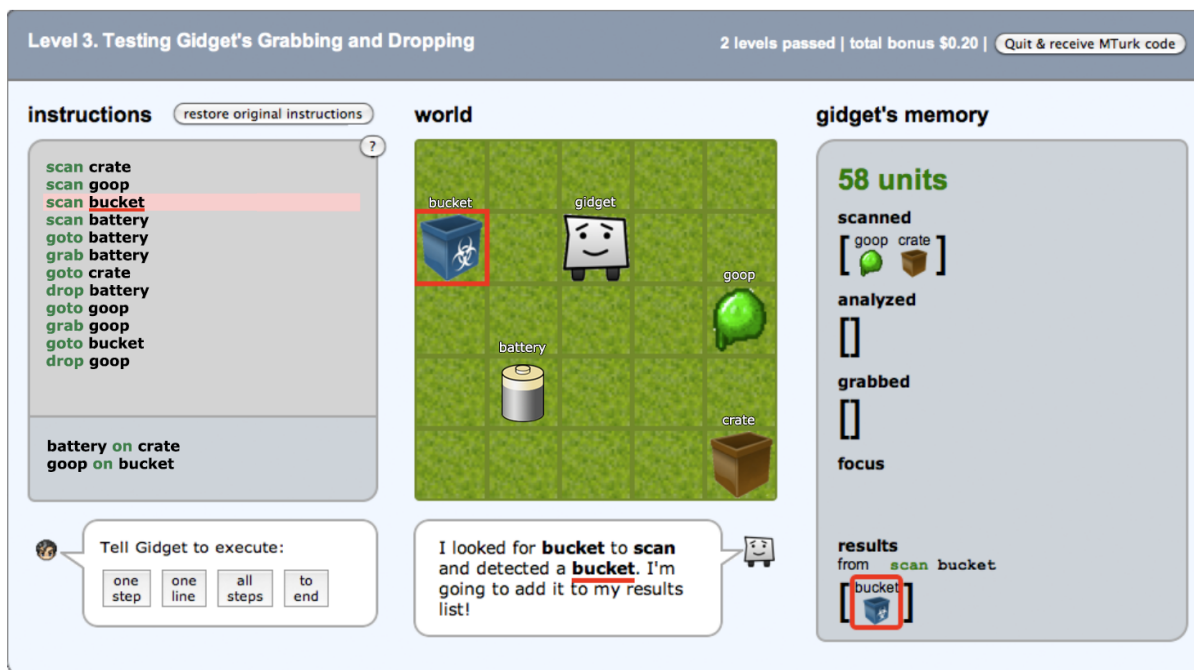 Level 3. Testing Gidget's Grabbing and Dropping
2 levels passed | total bonus $0.20 | Quit & receive MTurk code
instructions
restore original instructions
?
scan crate
scan goop
scan bucket
scan battery
goto battery
grab battery
goto crate
drop battery
goto goop
grab goop
goto bucket
drop goop
battery on crate
goop on bucket
Tell Gidget to execute:
one step
one line
all steps
to end
world
bucket
gidget
goop
battery
crate
I looked for bucket to scan
and detected a bucket. I'm
going to add it to my results
list!
gidget's memory
58 units
scanned
[ goop crate ]
analyzed
[]
grabbed
[]
focus
results
from scan bucket
[ bucket ]